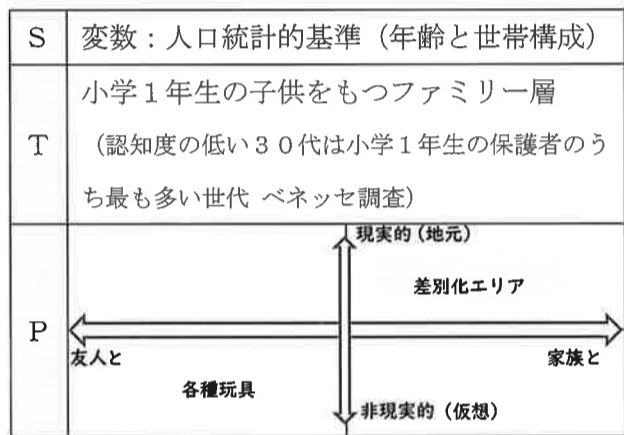 S 変数：人口統計的基準（年齢と世帯構成）
T 小学１年生の子供をもつファミリー層
（認知度の低い３０代は小学１年生の保護者のう
ち最も多い世代 ベネッセ調査）
P
現実的（地元）
差別化エリア
友人と
家族と
各種玩具
非現実的（仮想）